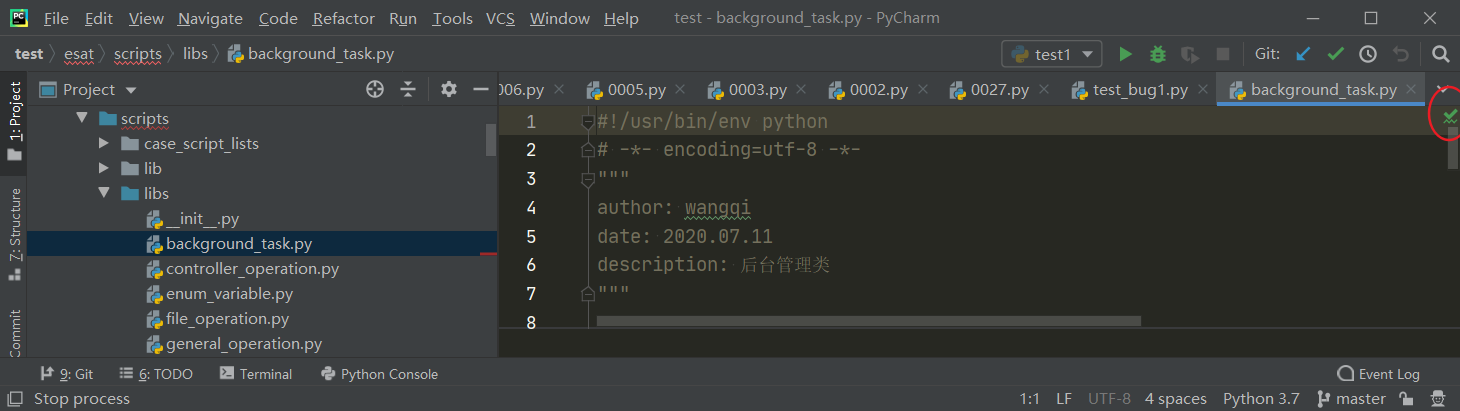 File Edit View Navigate Code Refactor Run Tools VCS Window Help test - background_task.py - PyCharm
test esat scripts libs background_task.py test1 Git:
1: Project
Project
006.py 0005.py 0003.py 0002.py 0027.py test_bug1.py background_task.py
scripts
case_script_lists
lib
libs
__init__.py
background_task.py
controller_operation.py
enum_variable.py
file_operation.py
general_operation.py
7: Structure
Commit
1 #!/usr/bin/env python
2 # -*- encoding=utf-8 -*-
3 """
4 author: wangqi
5 date: 2020.07.11
6 description: 后台管理类
7 """
8
9: Git 6: TODO Terminal Python Console Event Log
Stop process 1:1 LF UTF-8 4 spaces Python 3.7 master